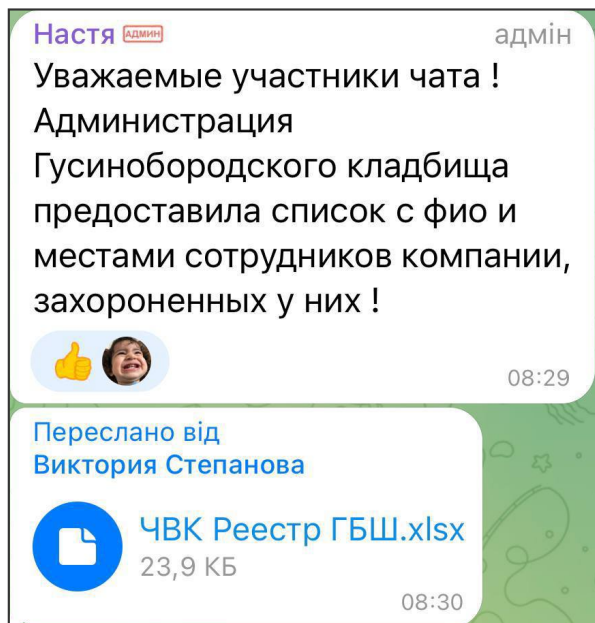 Настя АДМИН адмін
Уважаемые участники чата !
Администрация
Гусинобородского кладбища
предоставила список с фио и
местами сотрудников компании,
захороненных у них !
08:29
Переслано від
Виктория Степанова
ЧВК Реестр ГБШ.xlsx
23,9 КБ
08:30